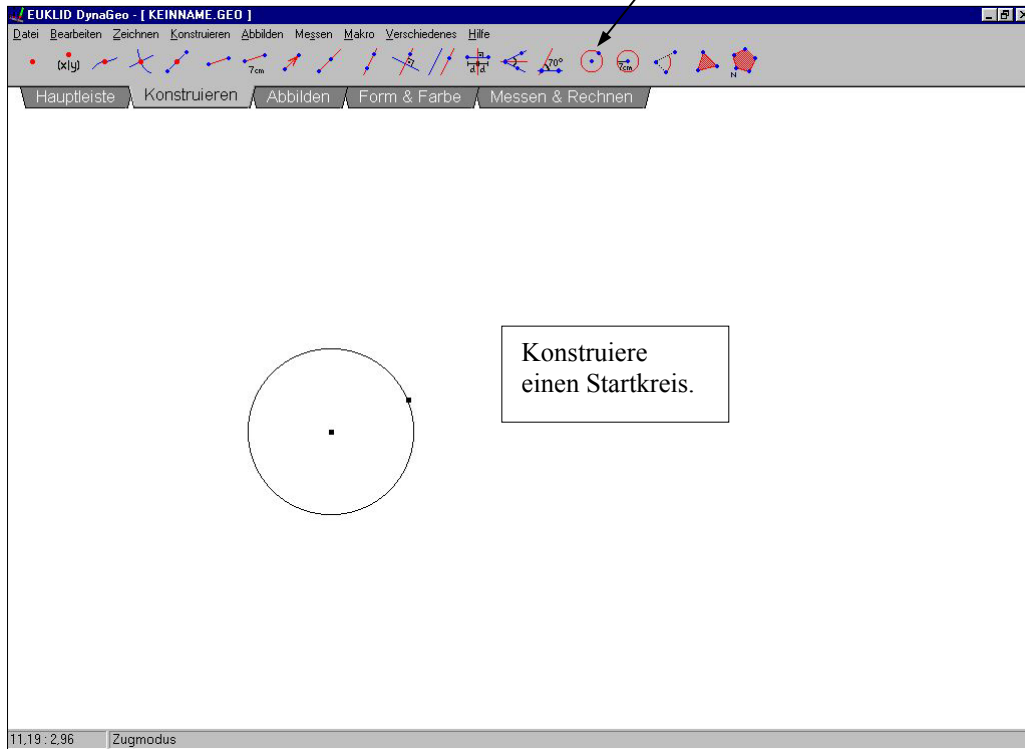 EUKLID DynaGeo - [ KEINNAME.GEO ]
Datei Bearbeiten Zeichnen Konstruieren Abbilden Messen Makro Verschiedenes Hilfe
(x|y) 7cm d|d 70° 7cm N
Hauptleiste Konstruieren Abbilden Form & Farbe Messen & Rechnen
Konstruiere
einen Startkreis.
11,19 : 2,96 Zugmodus